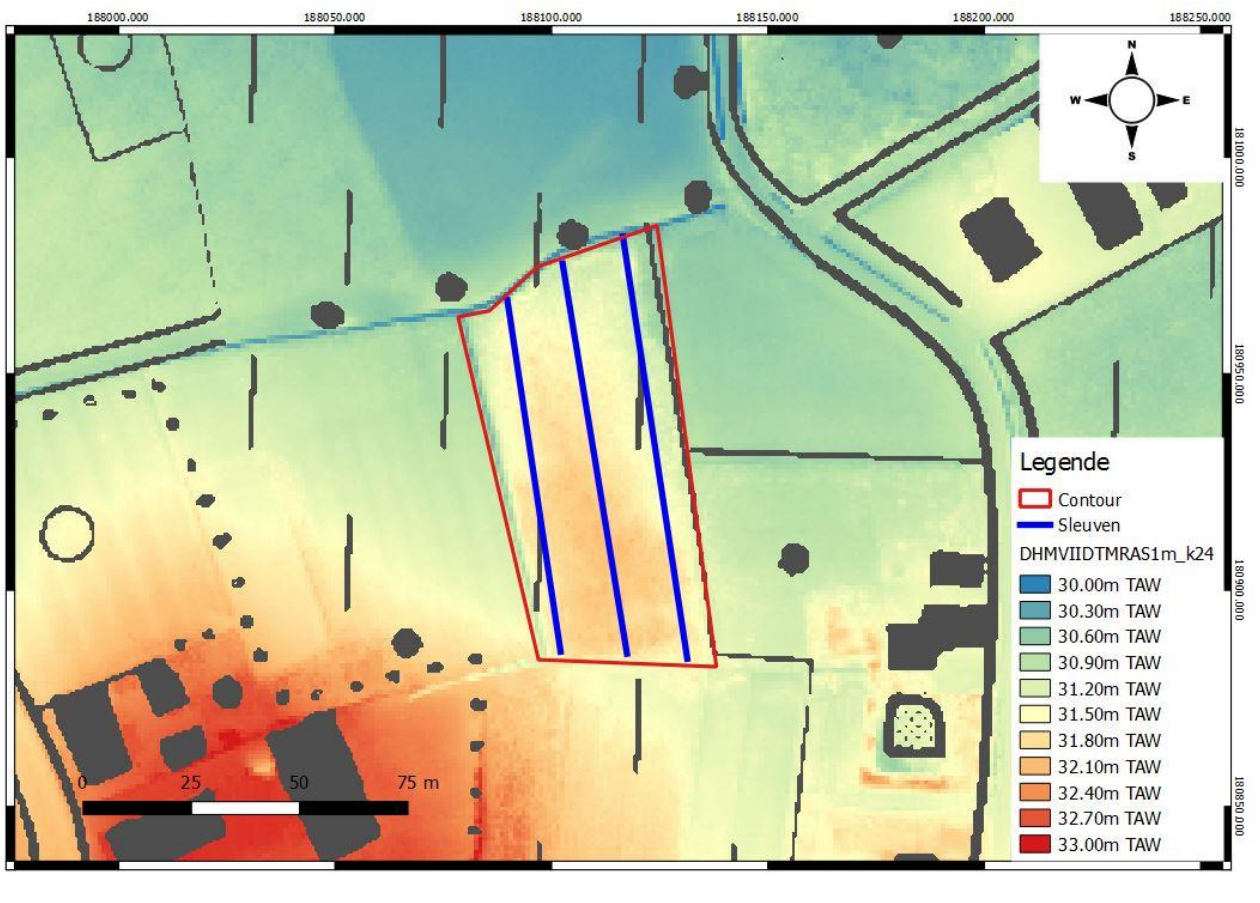 188000.000 188050.000 188100.000 188150.000 188200.000 188250.000
N
W E
S
181000.000
180950.000
180900.000
180850.000
Legende
Contour
Sleuven
DHMVIIDTMRAS1m_k24
30.00m TAW
30.30m TAW
30.60m TAW
30.90m TAW
31.20m TAW
31.50m TAW
31.80m TAW
32.10m TAW
32.40m TAW
32.70m TAW
33.00m TAW
0 25 50 75 m